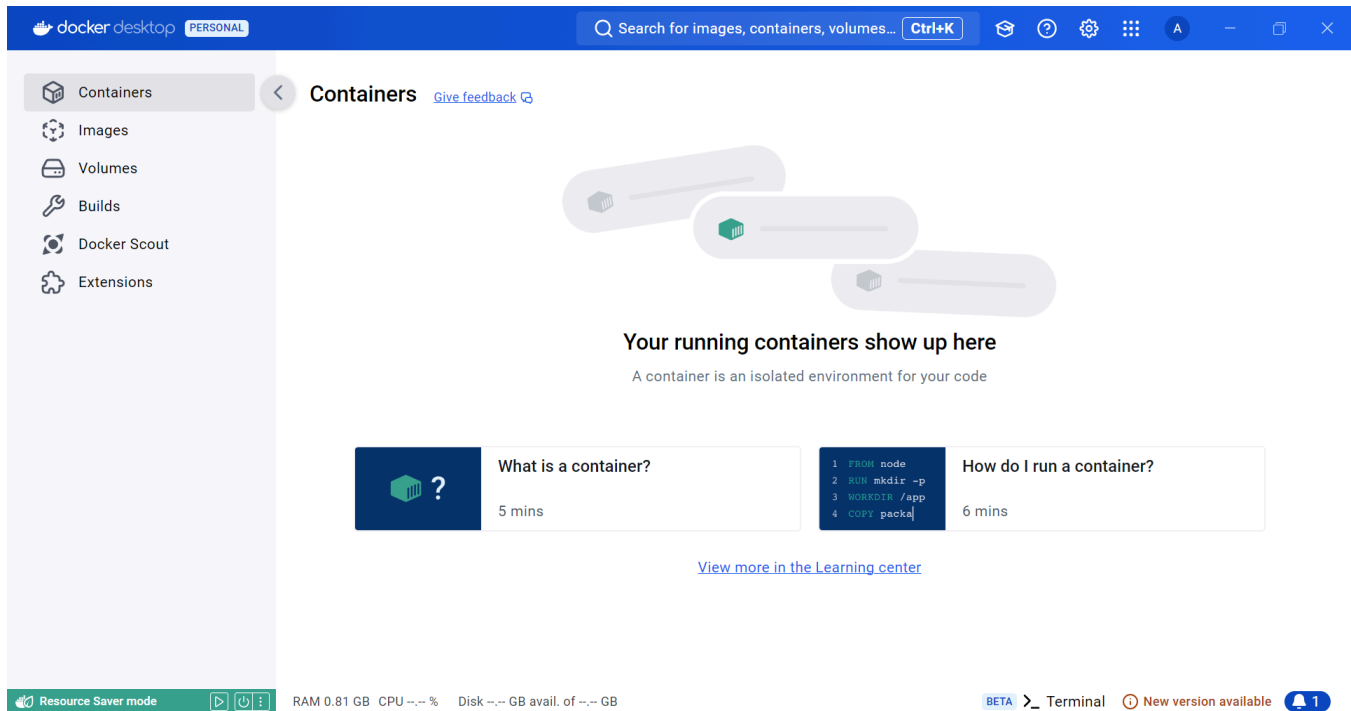 docker desktop PERSONAL
Search for images, containers, volumes... Ctrl+K
A
Containers
Images
Volumes
Builds
Docker Scout
Extensions
Containers Give feedback
Your running containers show up here
A container is an isolated environment for your code
?
What is a container?
5 mins
1 FROM node
2 RUN mkdir -p
3 WORKDIR /app
4 COPY packa
How do I run a container?
6 mins
View more in the Learning center
Resource Saver mode
RAM 0.81 GB CPU --.-- % Disk --.-- GB avail. of --.-- GB
BETA >_ Terminal
New version available
1